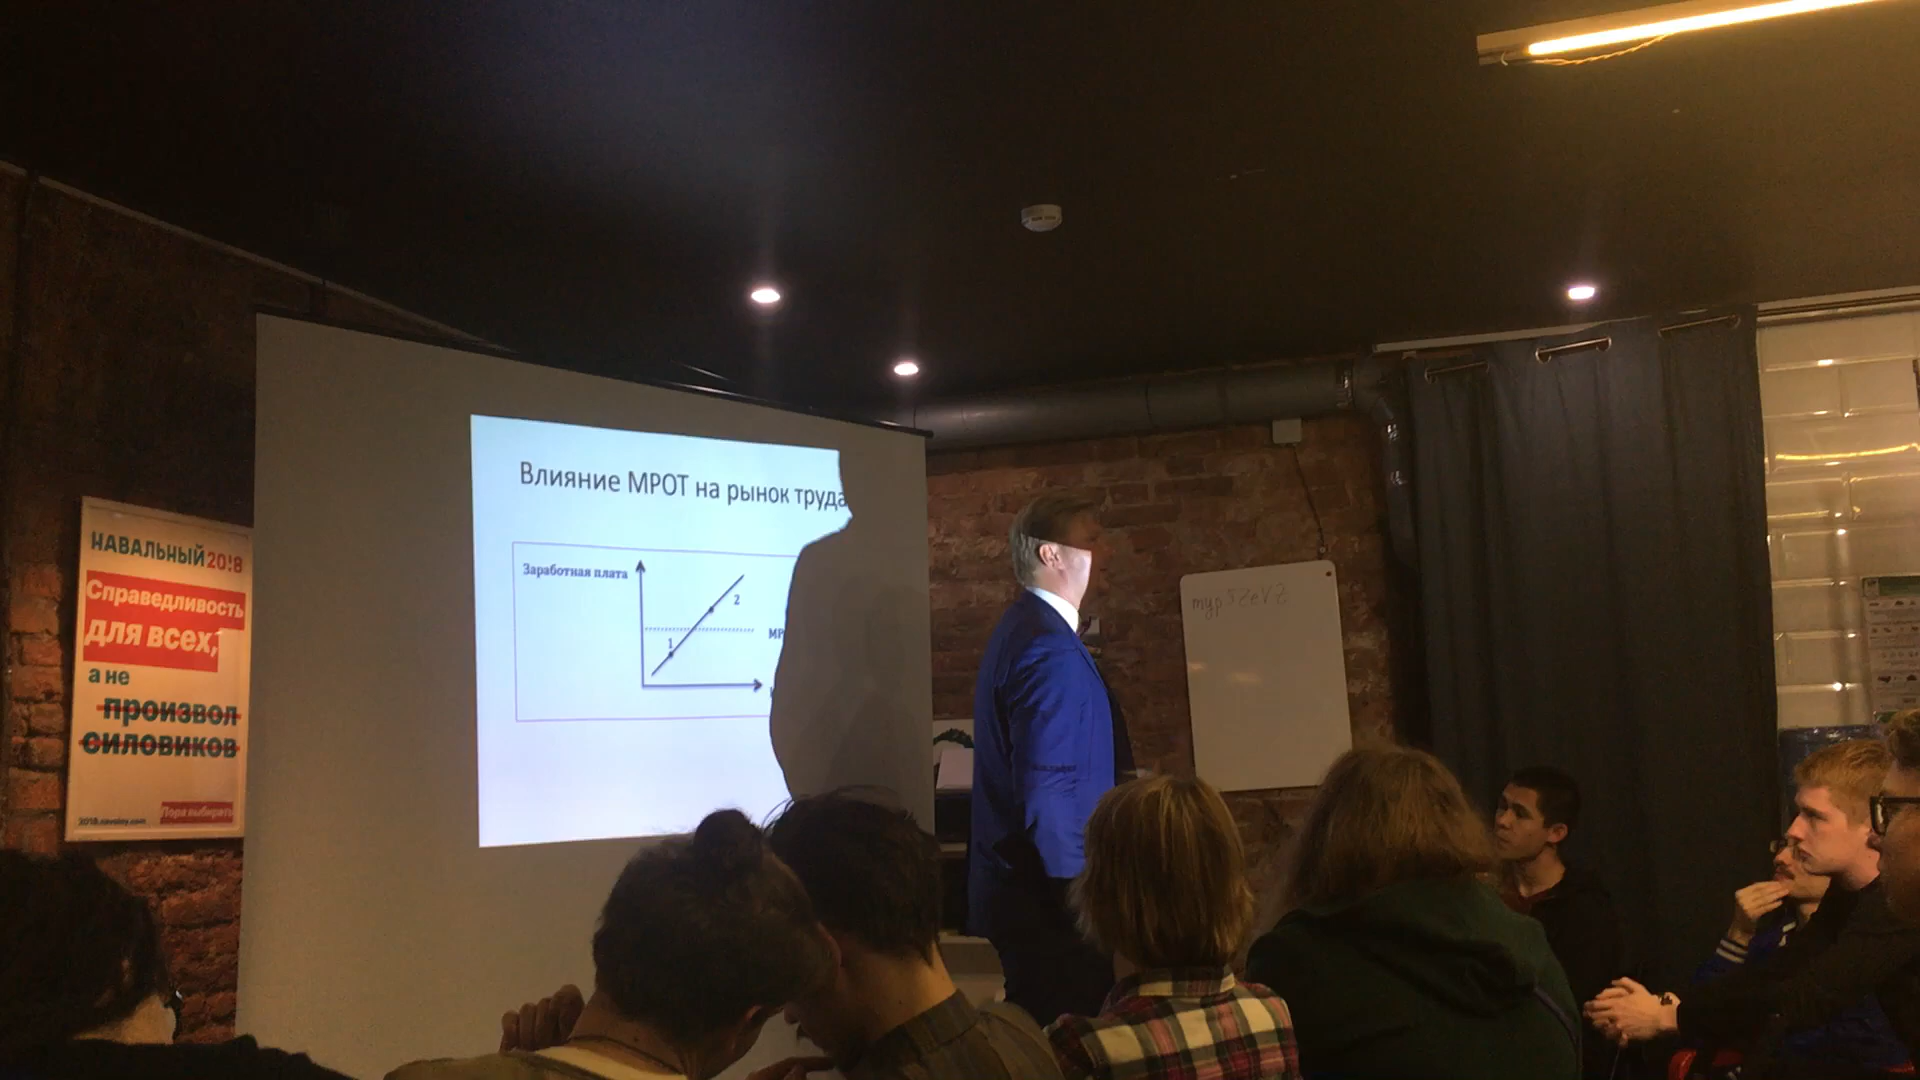 НАВАЛЬНЫЙ 20!8
Справедливость
для всех,
а не
произвол
силовиков
Пора выбирать
2018.navalny.com
Влияние МРОТ на рынок труда
Заработная плата
2
1
МР